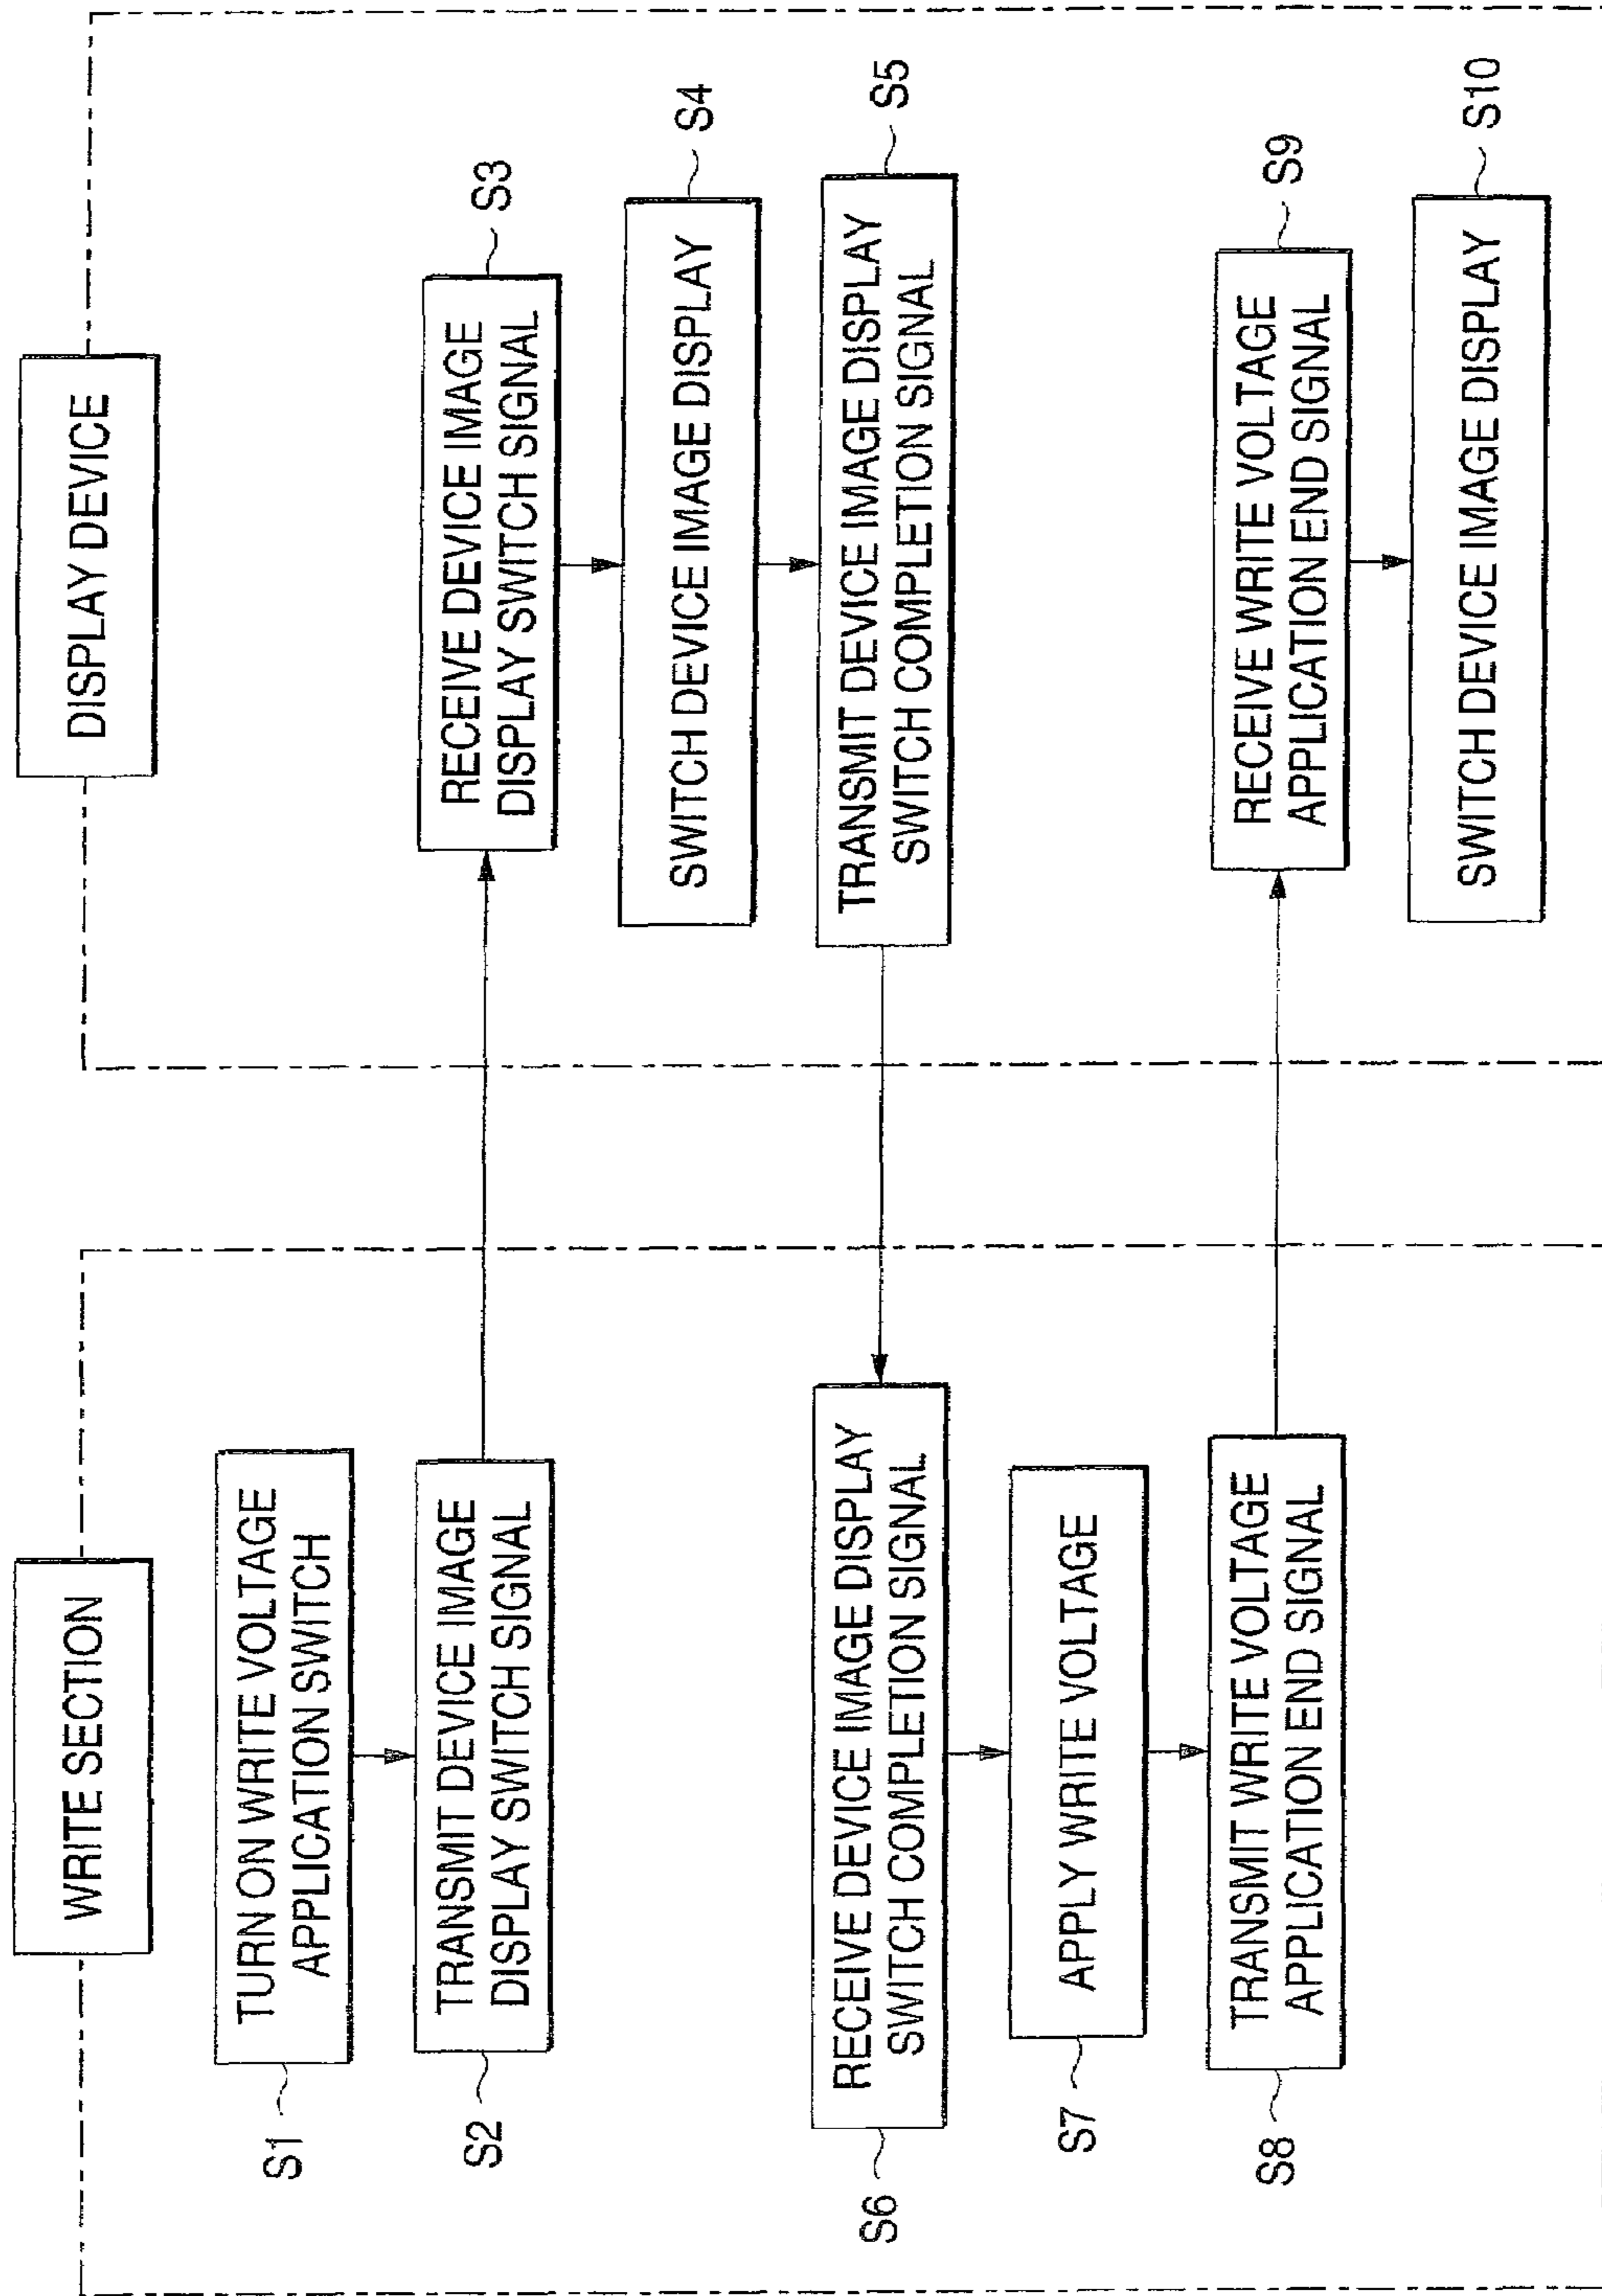 WRITE SECTION
S1
TURN ON WRITE VOLTAGE
APPLICATION SWITCH
S2
TRANSMIT DEVICE IMAGE
DISPLAY SWITCH SIGNAL
S6
RECEIVE DEVICE IMAGE DISPLAY
SWITCH COMPLETION SIGNAL
S7
APPLY WRITE VOLTAGE
S8
TRANSMIT WRITE VOLTAGE
APPLICATION END SIGNAL
DISPLAY DEVICE
RECEIVE DEVICE IMAGE
DISPLAY SWITCH SIGNAL
S3
SWITCH DEVICE IMAGE DISPLAY
S4
TRANSMIT DEVICE IMAGE DISPLAY
SWITCH COMPLETION SIGNAL
S5
RECEIVE WRITE VOLTAGE
APPLICATION END SIGNAL
S9
SWITCH DEVICE IMAGE DISPLAY
S10